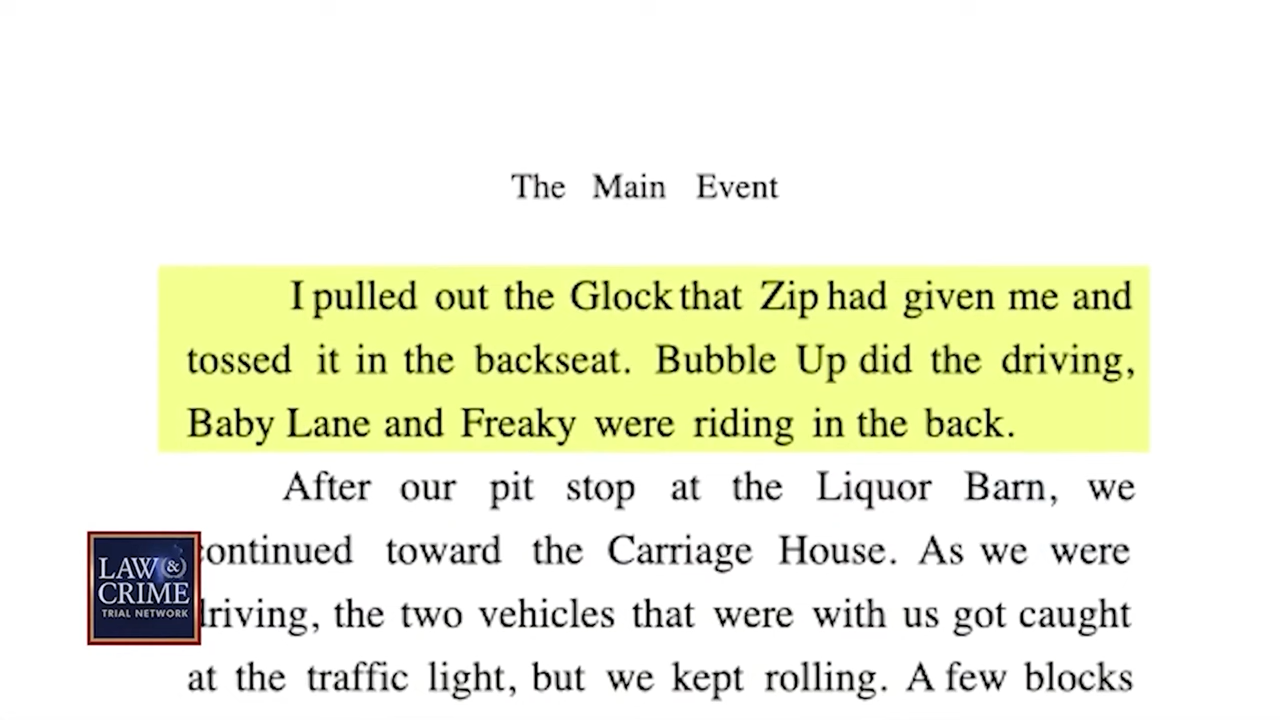 The Main Event
I pulled out the Glock that Zip had given me and
tossed it in the backseat. Bubble Up did the driving,
Baby Lane and Freaky were riding in the back.
After our pit stop at the Liquor Barn, we
continued toward the Carriage House. As we were
driving, the two vehicles that were with us got caught
at the traffic light, but we kept rolling. A few blocks
LAW &
CRIME
TRIAL NETWORK